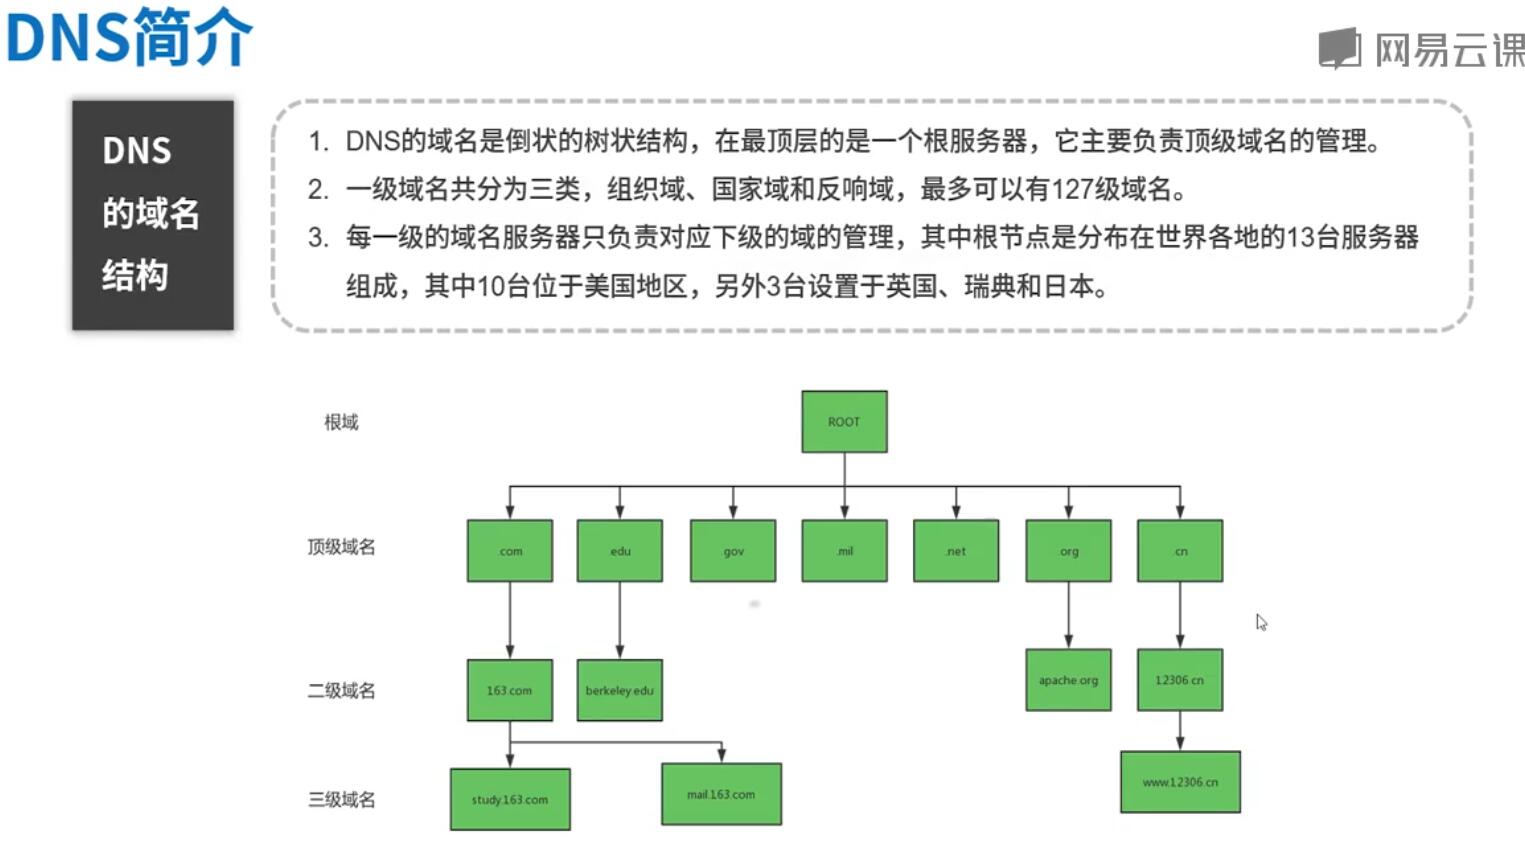 DNS简介
网易云课
DNS
的域名
结构
1. DNS的域名是倒状的树状结构，在最顶层的是一个根服务器，它主要负责顶级域名的管理。
2. 一级域名共分为三类，组织域、国家域和反响域，最多可以有127级域名。
3. 每一级的域名服务器只负责对应下级的域的管理，其中根节点是分布在世界各地的13台服务器
组成，其中10台位于美国地区，另外3台设置于英国、瑞典和日本。
根域
ROOT
顶级域名
.com
.edu
.gov
.mil
.net
.org
.cn
二级域名
163.com
berkeley.edu
apache.org
12306.cn
三级域名
study.163.com
mail.163.com
www.12306.cn